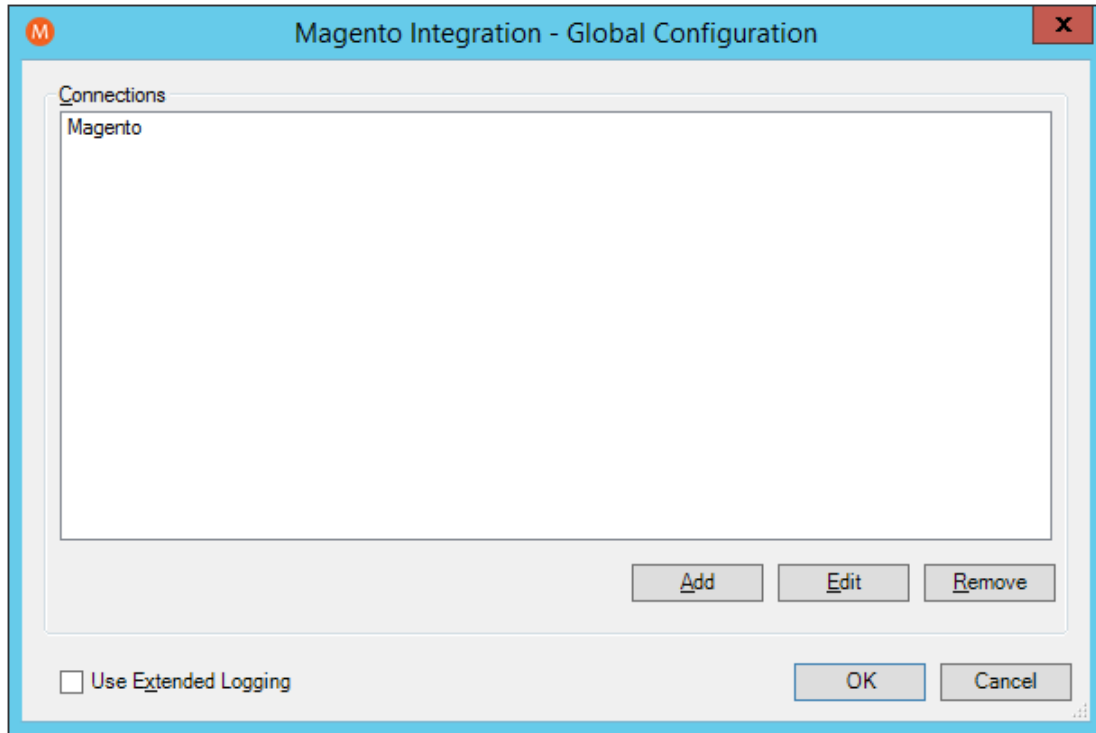 M
Magento Integration - Global Configuration
x
Connections
Magento
Add Edit Remove
Use Extended Logging
OK Cancel